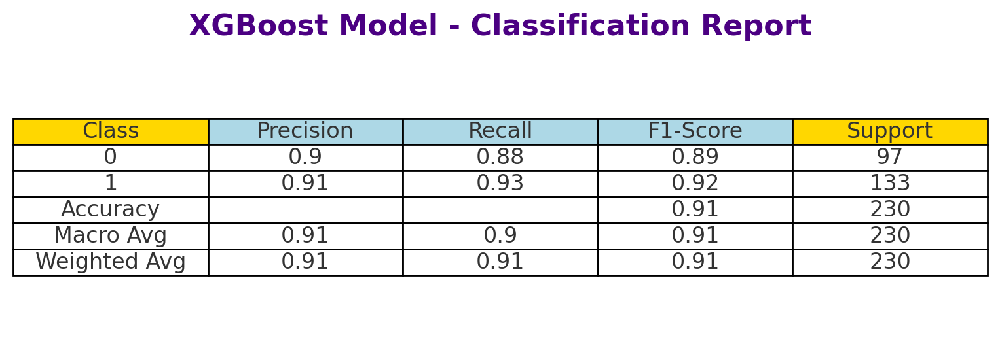 XGBoost Model - Classification Report
Class Precision Recall F1-Score Support
0 0.9 0.88 0.89 97
1 0.91 0.93 0.92 133
Accuracy 0.91 230
Macro Avg 0.91 0.9 0.91 230
Weighted Avg 0.91 0.91 0.91 230